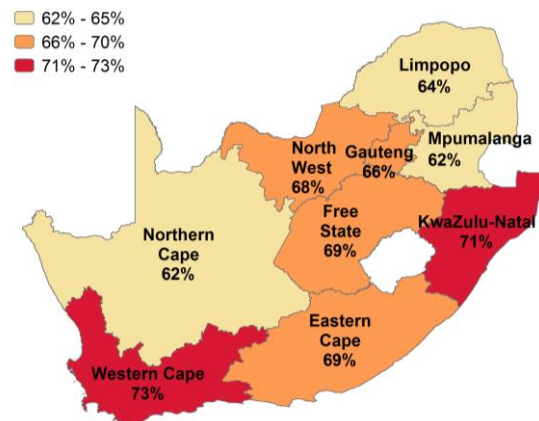 62% - 65%
66% - 70%
71% - 73%
Limpopo
64%
Mpumalanga
62%
North
West
68%
Gauteng
66%
Free
State
69%
KwaZulu-Natal
71%
Northern
Cape
62%
Eastern
Cape
69%
Western Cape
73%